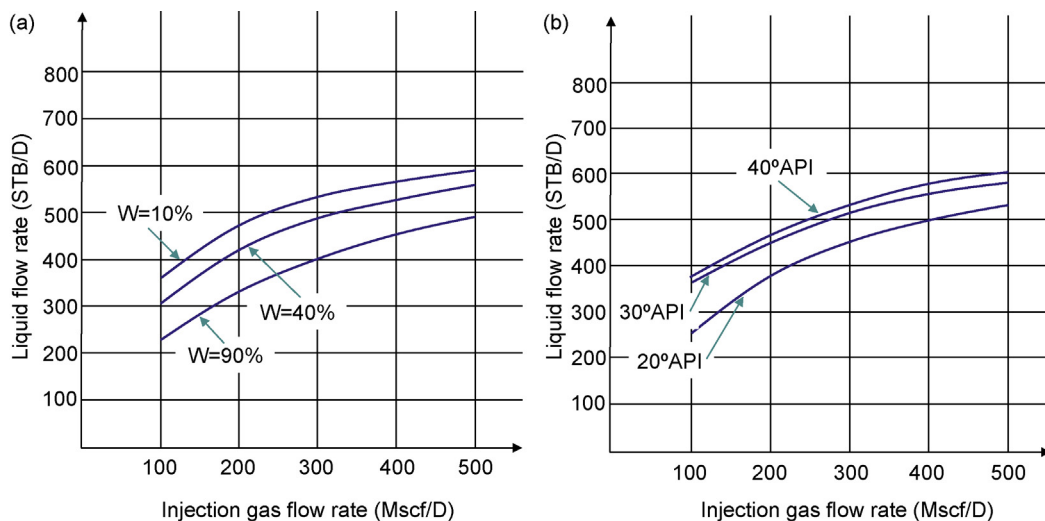 (a)
Liquid flow rate (STB/D)
800
700
600
500
400
300
200
100
W=10%
W=40%
W=90%
100 200 300 400 500
Injection gas flow rate (Mscf/D)
(b)
Liquid flow rate (STB/D)
800
700
600
500
400
300
200
100
40ºAPI
30ºAPI
20ºAPI
100 200 300 400 500
Injection gas flow rate (Mscf/D)